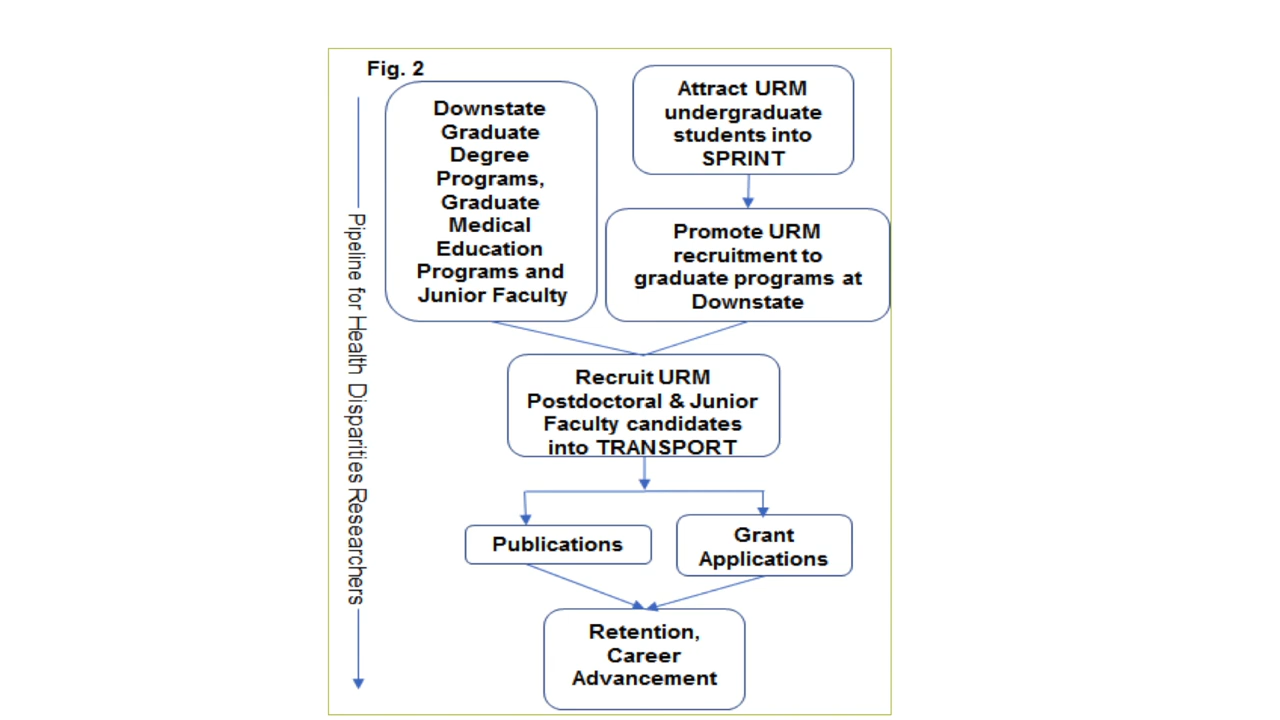 Fig. 2
Downstate
Graduate
Degree
Programs,
Graduate
Medical
Education
Programs and
Junior Faculty
Attract URM
undergraduate
students into
SPRINT
Promote URM
recruitment to
graduate programs at
Downstate
Pipeline for Health Disparities Researchers
Recruit URM
Postdoctoral & Junior
Faculty candidates
into TRANSPORT
Publications
Grant
Applications
Retention,
Career
Advancement